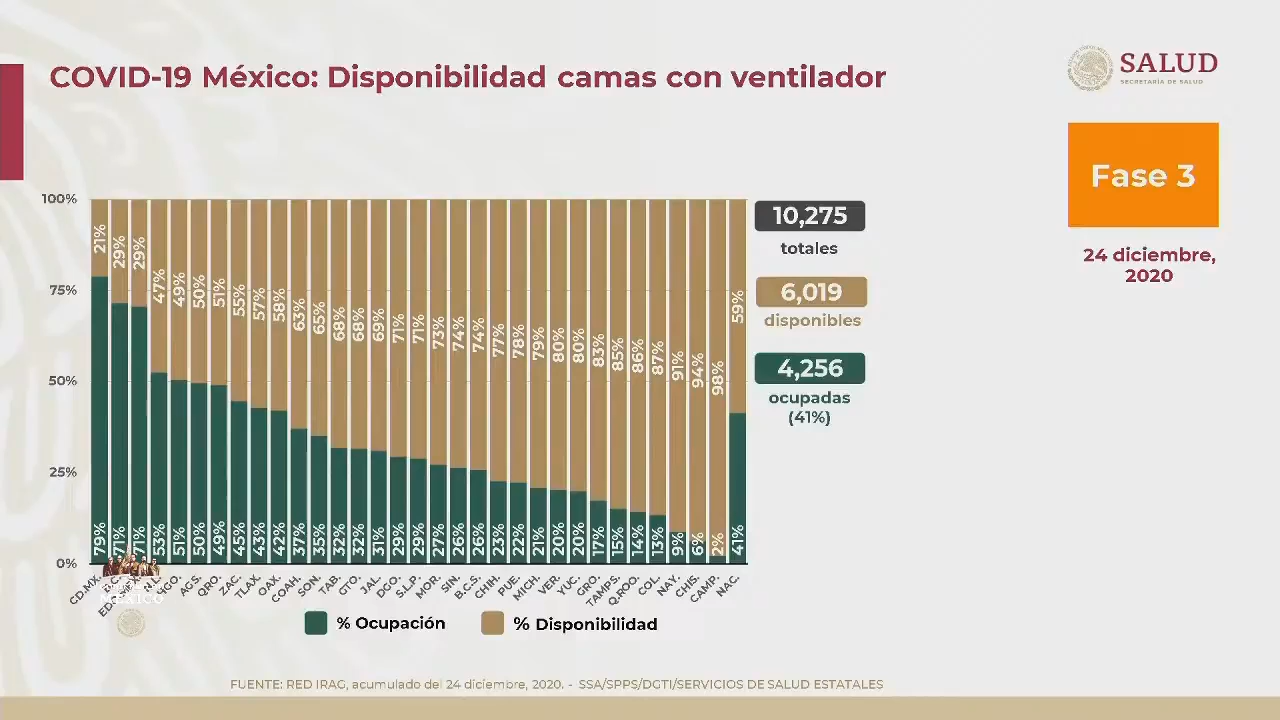 COVID-19 México: Disponibilidad camas con ventilador
SALUD
SECRETARÍA DE SALUD
Fase 3
24 diciembre,
2020
100%
75%
50%
25%
0%
21% 29% 29% 47% 49% 50% 51% 55% 57% 58% 63% 65% 68% 68% 69% 71% 71% 73% 74% 74% 77% 78% 79% 80% 80% 83% 85% 86% 87% 91% 94% 98% 59%
79% 71% 71% 53% 51% 50% 49% 45% 43% 42% 37% 35% 32% 32% 31% 29% 29% 27% 26% 26% 23% 22% 21% 20% 20% 17% 15% 14% 13% 9% 6% 2% 41%
CD.MX. AGS. QRO. ZAC. TLAX. OAX. COAH. SON. TAB. GTO. JAL. DGO. S.L.P. MOR. SIN. B.C.S. CHIH. PUE. MICH. VER. YUC. GRO. TAMPS. Q.ROO. COL. NAY. CHIS. CAMP. NAC.
10,275
totales
6,019
disponibles
4,256
ocupadas
(41%)
MÉXICO
% Ocupación
% Disponibilidad
FUENTE: RED IRAG, acumulado del 24 diciembre, 2020. - SSA/SPPS/DGTI/SERVICIOS DE SALUD ESTATALES